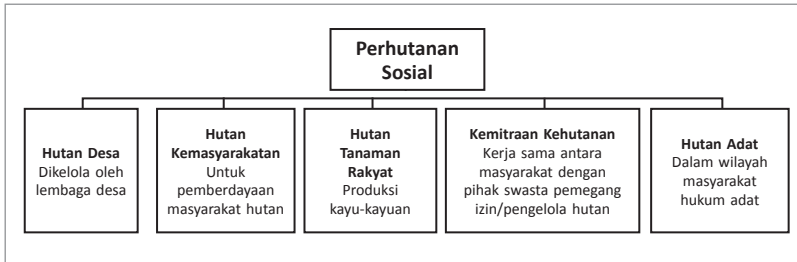 Perhutanan
Sosial
Hutan Desa
Dikelola oleh
lembaga desa
Hutan
Kemasyarakatan
Untuk
pemberdayaan
masyarakat hutan
Hutan
Tanaman
Rakyat
Produksi
kayu-kayuan
Kemitraan Kehutanan
Kerja sama antara
masyarakat dengan
pihak swasta pemegang
izin/pengelola hutan
Hutan Adat
Dalam wilayah
masyarakat
hukum adat